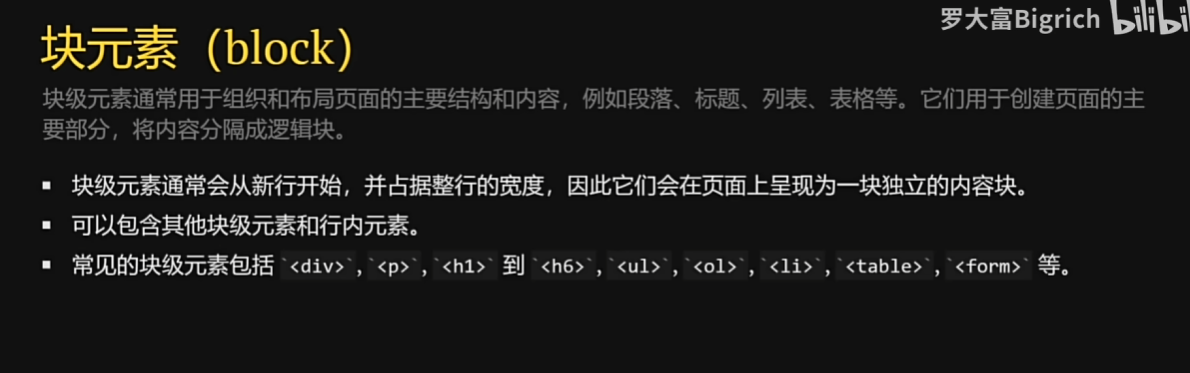 罗大富Bigrich bilibi
块元素（block）
块级元素通常用于组织和布局页面的主要结构和内容，例如段落、标题、列表、表格等。它们用于创建页面的主
要部分，将内容分隔成逻辑块。
▪ 块级元素通常会从新行开始，并占据整行的宽度，因此它们会在页面上呈现为一块独立的内容块。
▪ 可以包含其他块级元素和行内元素。
▪ 常见的块级元素包括 `<div>`, `<p>`, `<h1>` 到 `<h6>`, `<ul>`, `<ol>`, `<li>`, `<table>`, `<form>` 等。